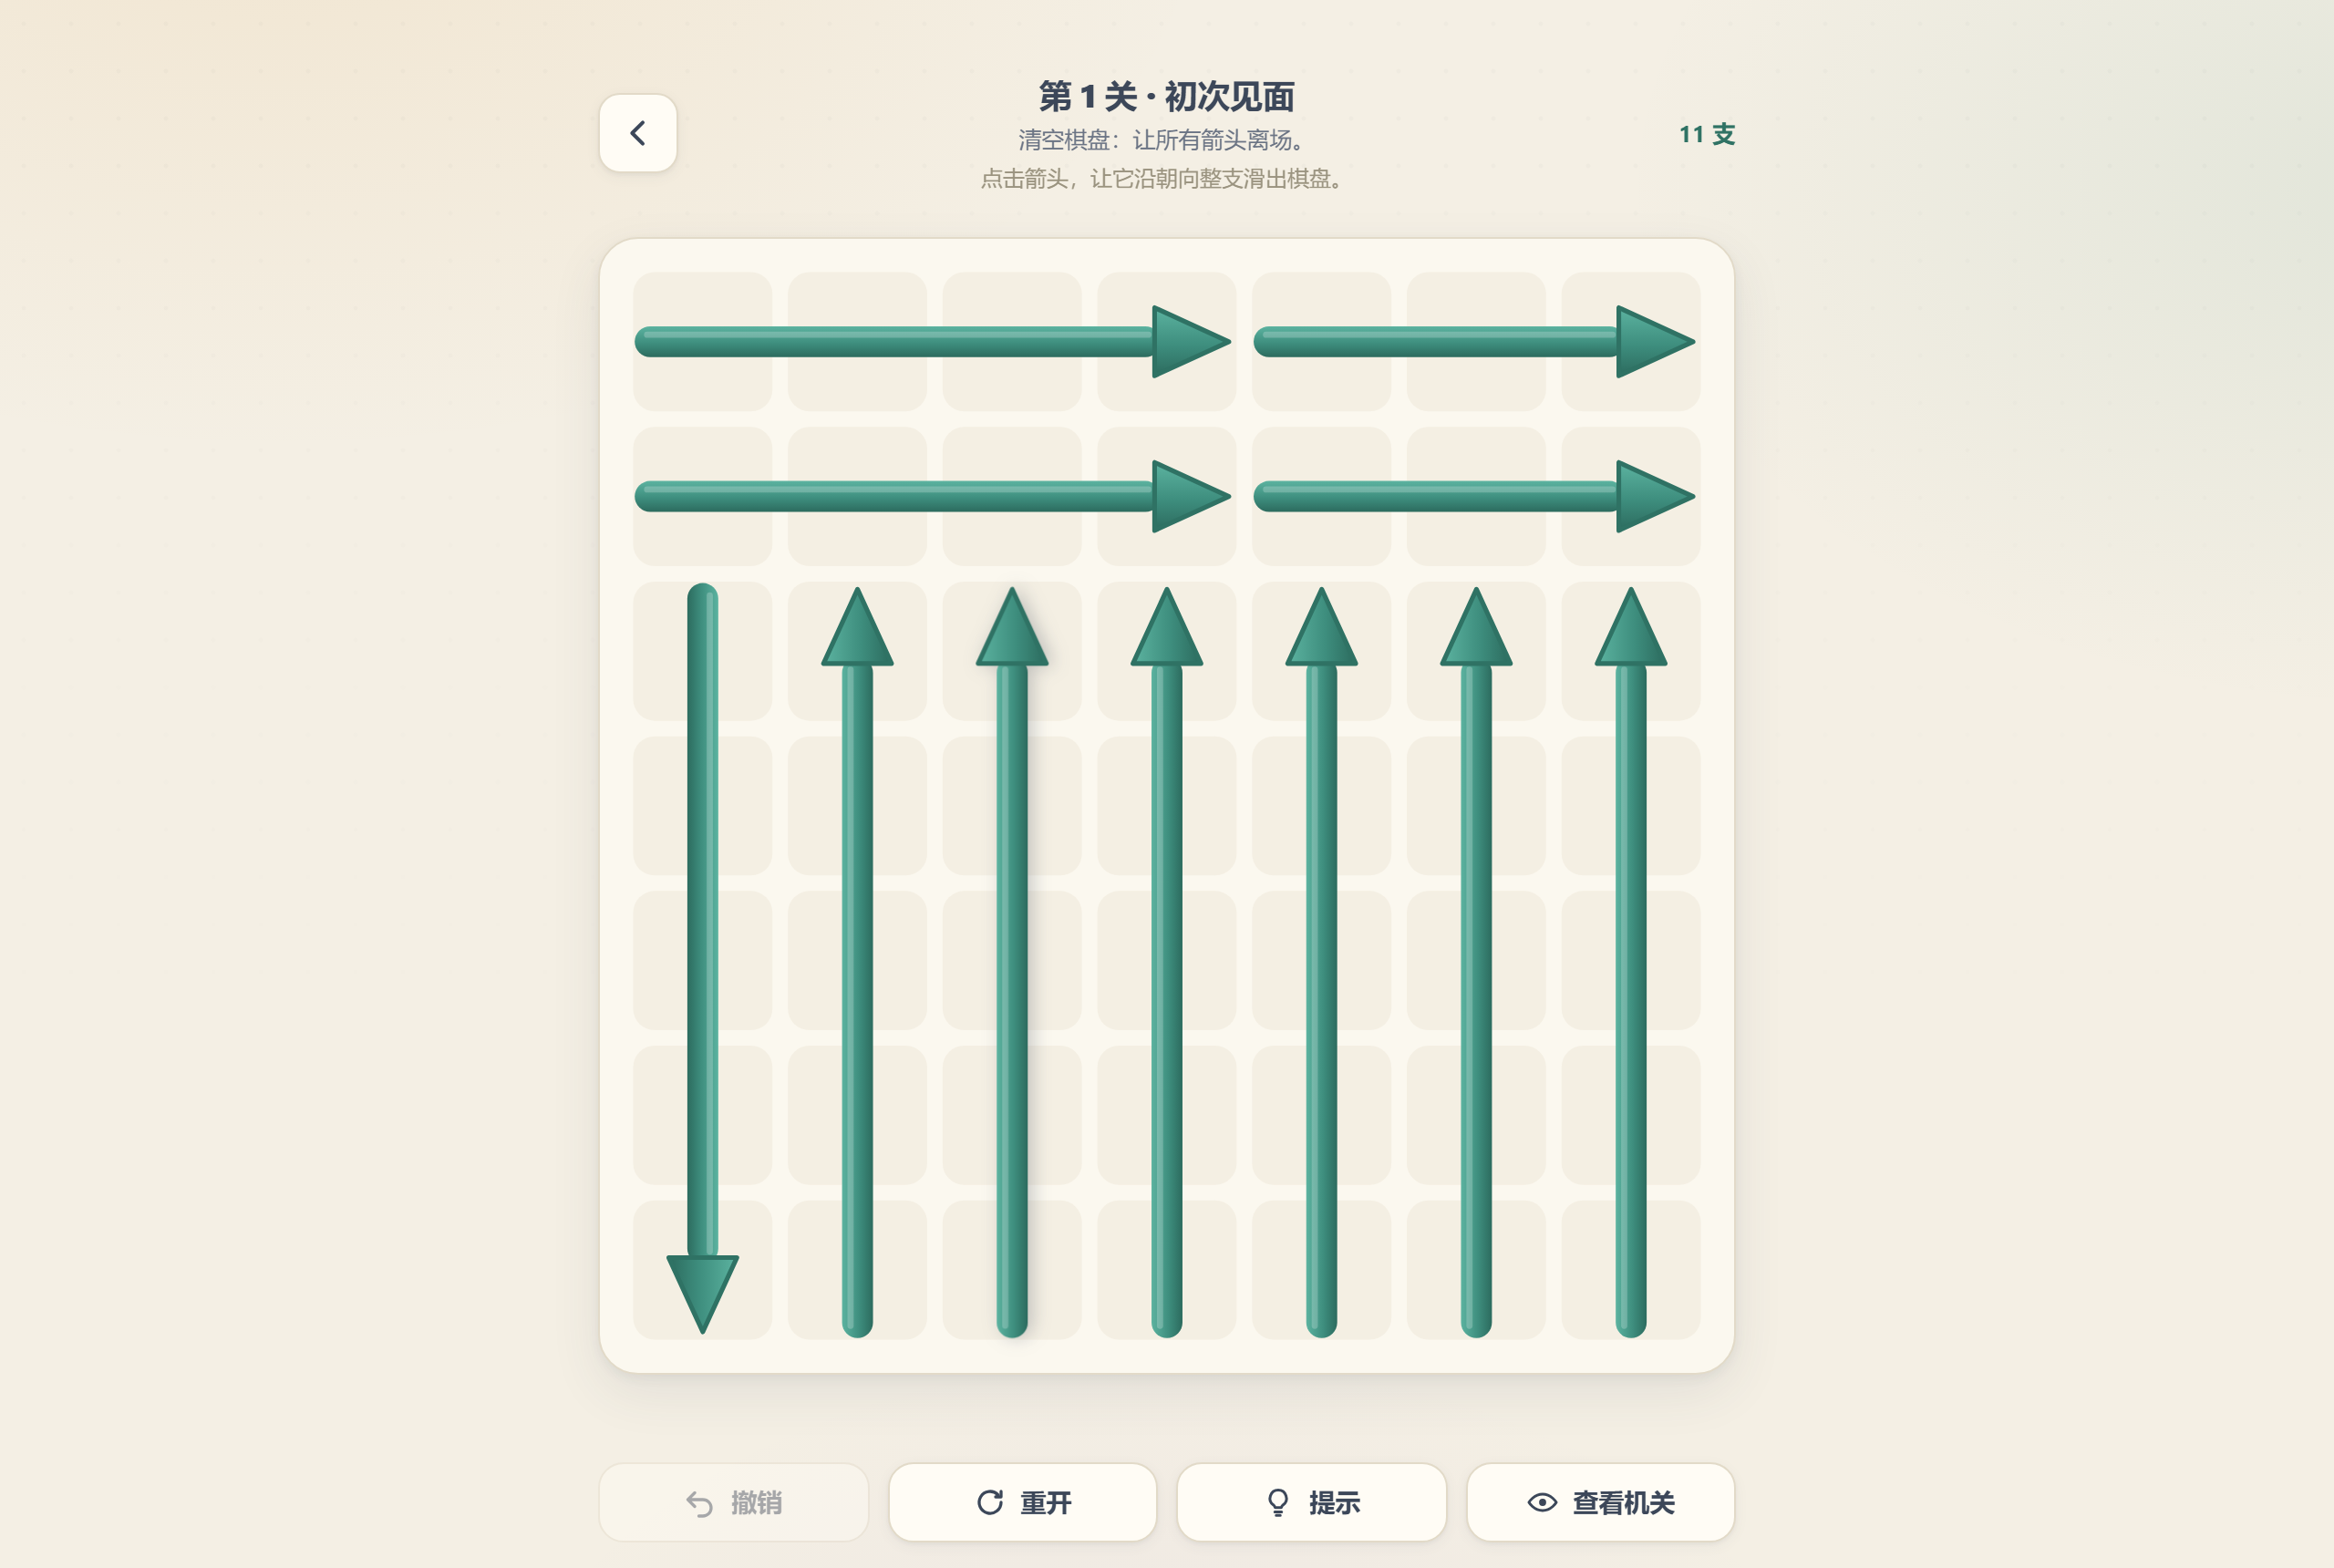 第 1 关 · 初次见面
清空棋盘：让所有箭头离场。
11 支
点击箭头，让它沿朝向整支滑出棋盘。
撤销
重开
提示
查看机关